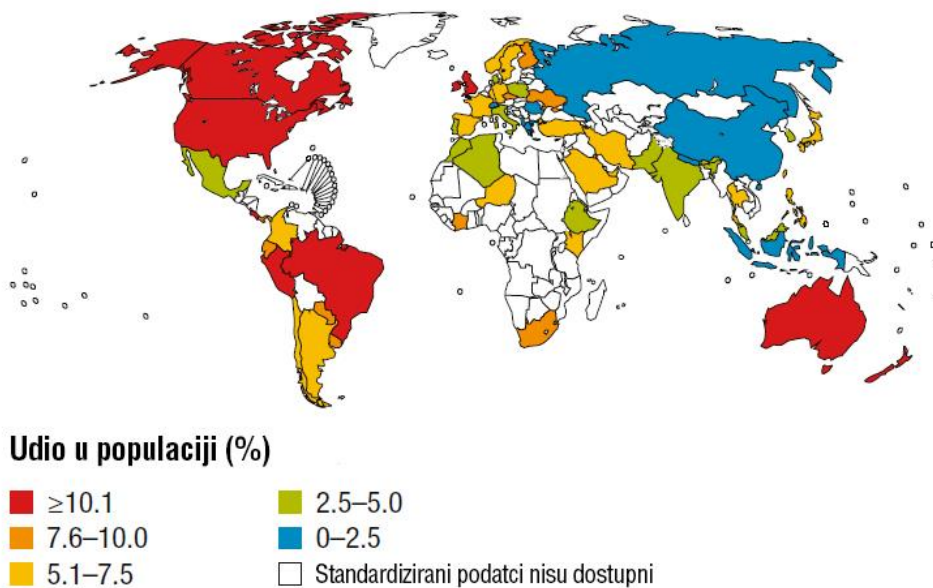 Udio u populaciji (%)
≥10.1
7.6–10.0
5.1–7.5
2.5–5.0
0–2.5
Standardizirani podatci nisu dostupni